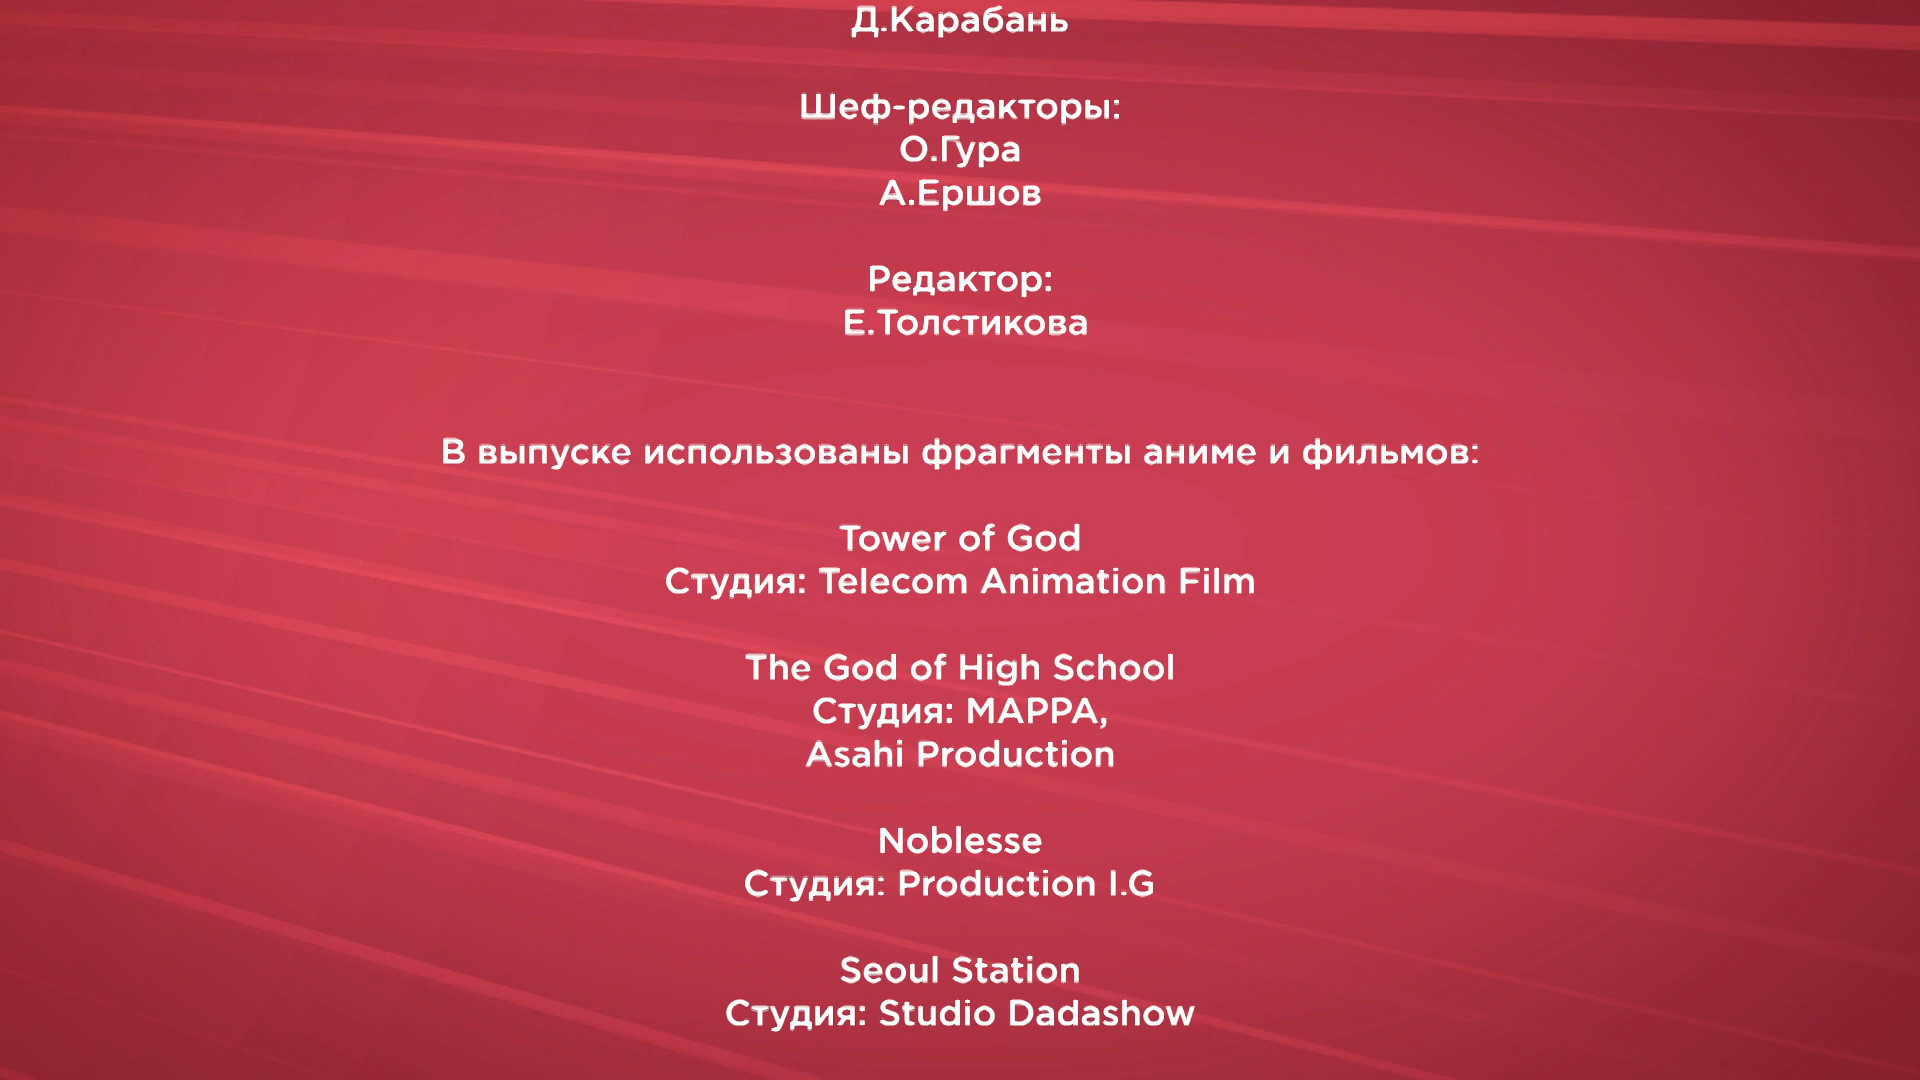 Д.Карабань
Шеф-редакторы:
О.Гура
А.Ершов
Редактор:
Е.Толстикова
В выпуске использованы фрагменты аниме и фильмов:
Tower of God
Студия: Telecom Animation Film
The God of High School
Студия: MAPPA,
Asahi Production
Noblesse
Студия: Production I.G
Seoul Station
Студия: Studio Dadashow